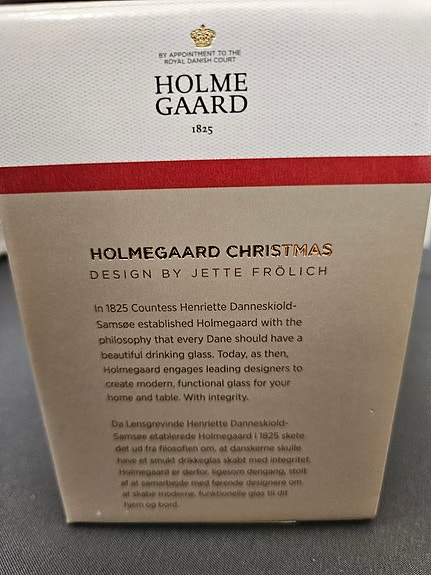 BY APPOINTMENT TO THE
ROYAL DANISH COURT
HOLME
GAARD
1825
HOLMEGAARD CHRISTMAS
DESIGN BY JETTE FRÖLICH
In 1825 Countess Henriette Danneskiold-
Samsøe established Holmegaard with the
philosophy that every Dane should have a
beautiful drinking glass. Today, as then,
Holmegaard engages leading designers to
create modern, functional glass for your
home and table. With integrity.
Da Lensgrevinde Henriette Danneskiold-
Samsøe etablerede Holmegaard i 1825 skete
det ud fra filosofien om, at danskerne skulle
have et smukt drikkeglas skabt med integritet.
Holmegaard er derfor, ligesom dengang, stolt
af at samarbejde med førende designere om
at skabe moderne, funktionelle glas til dit
hjem og bord.